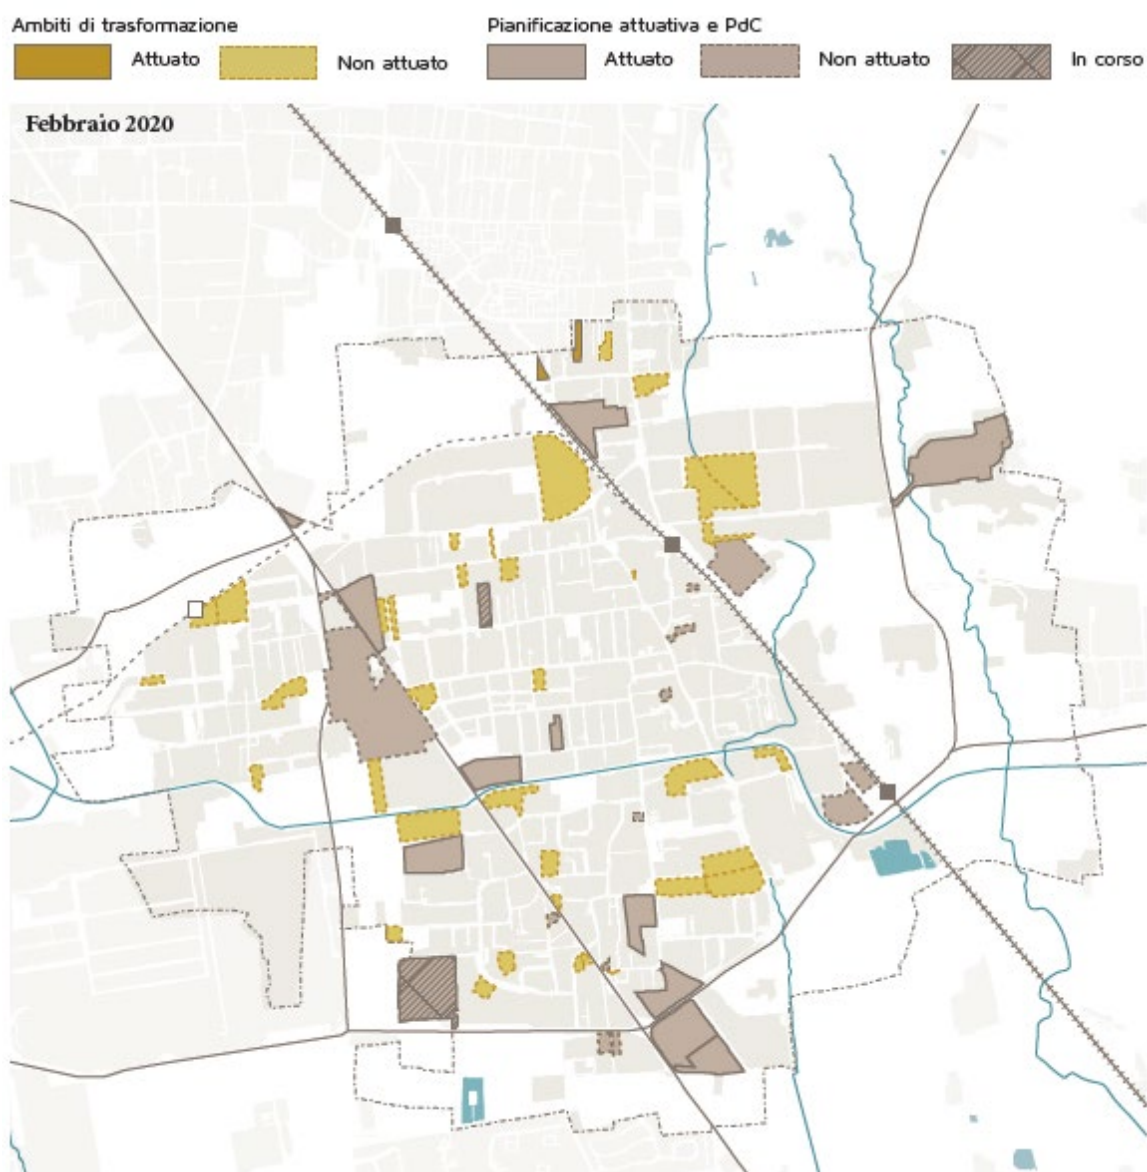 Ambiti di trasformazione
Attuato
Non attuato
Pianificazione attuativa e PdC
Attuato
Non attuato
In corso
Febbraio 2020